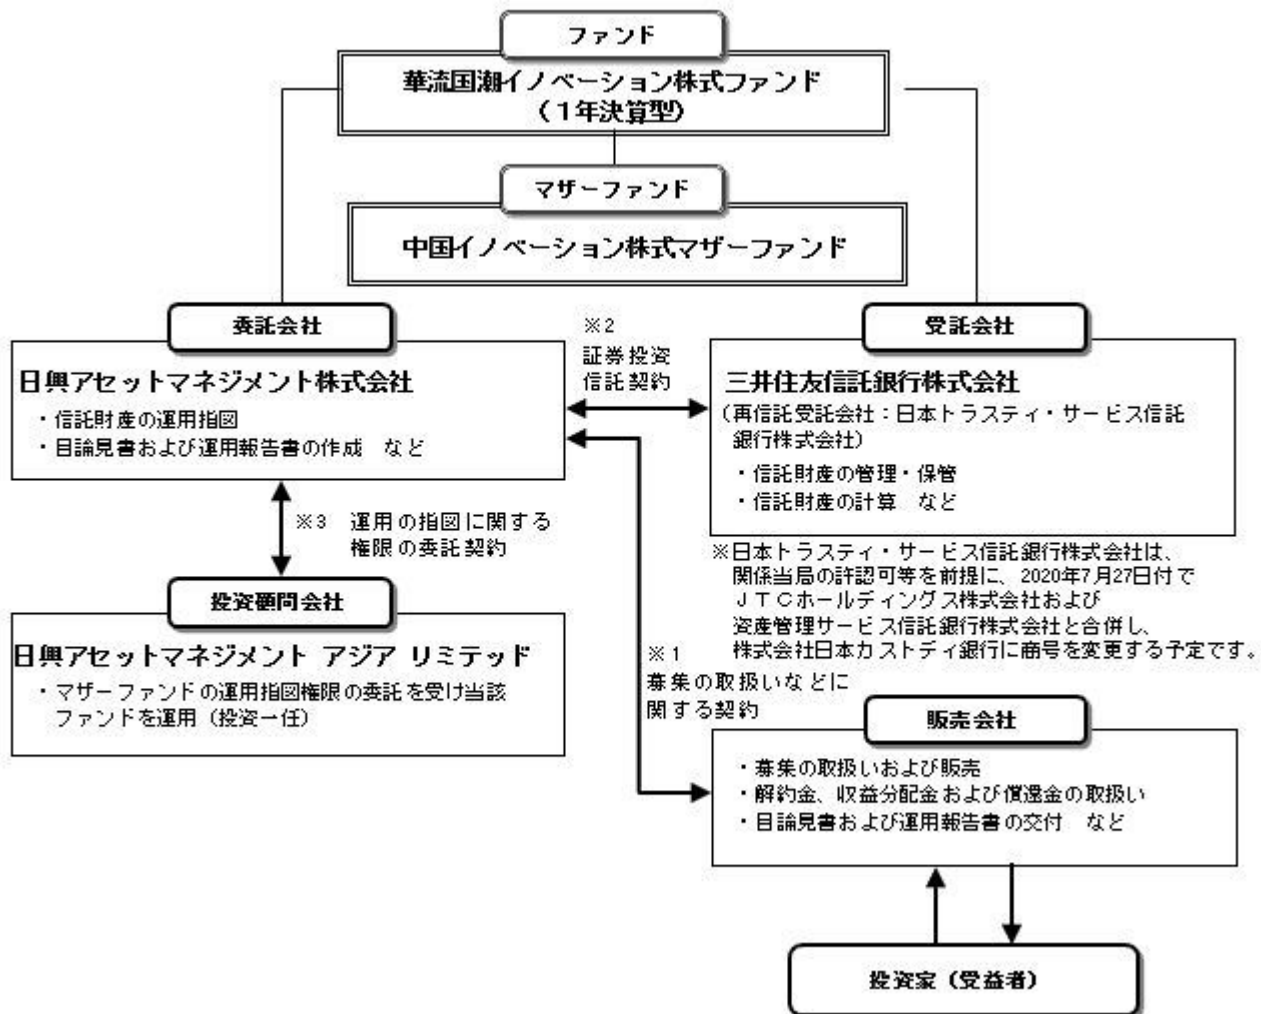 ファンド
華流国潮イノベーション株式ファンド
（1年決算型）
マザーファンド
中国イノベーション株式マザーファンド
委託会社
日興アセットマネジメント株式会社
・信託財産の運用指図
・目論見書および運用報告書の作成　など
※2
証券投資
信託契約
受託会社
三井住友信託銀行株式会社
（再信託受託会社：日本トラスティ・サービス信託
銀行株式会社）
・信託財産の管理・保管
・信託財産の計算　など
※日本トラスティ・サービス信託銀行株式会社は、
関係当局の許認可等を前提に、2020年7月27日付で
ＪＴＣホールディングス株式会社および
資産管理サービス信託銀行株式会社と合併し、
株式会社日本カストディ銀行に商号を変更する予定です。
※3　運用の指図に関する
権限の委託契約
投資顧問会社
日興アセットマネジメント アジア リミテッド
・マザーファンドの運用指図権限の委託を受け当該
ファンドを運用（投資一任）
※1
募集の取扱いなどに
関する契約
販売会社
・募集の取扱いおよび販売
・解約金、収益分配金および償還金の取扱い
・目論見書および運用報告書の交付　など
投資家（受益者）